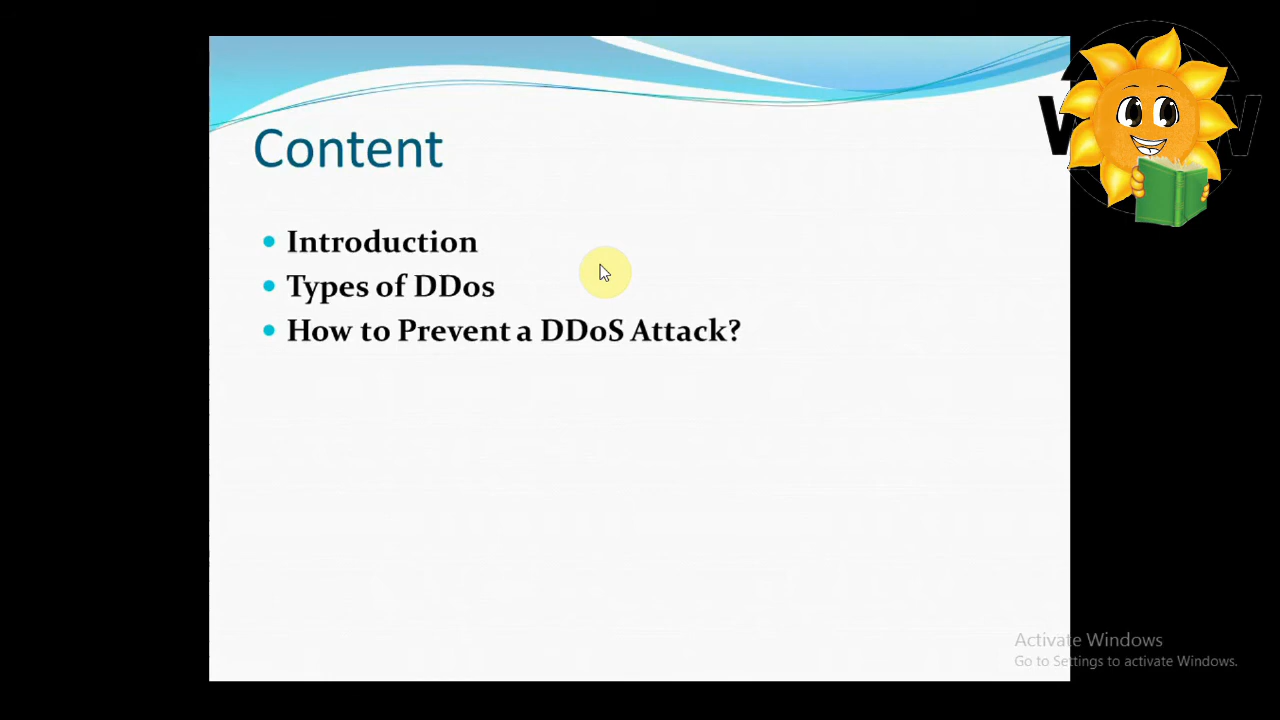 Content
Introduction
Types of DDos
How to Prevent a DDoS Attack?
Activate Windows
Go to Settings to activate Windows.